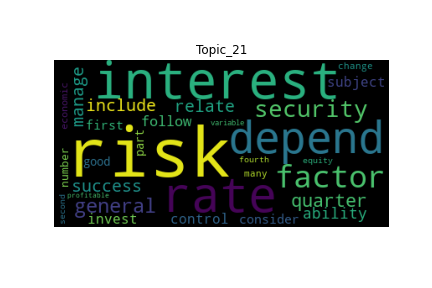 Topic_21
change
interest
subject
economic
manage
include
relate
security
first
follow
variable
depend
risk
part
number
good
fourth
equity
many
factor
success
profitable
rate
quarter
general
second
invest
control
consider
ability